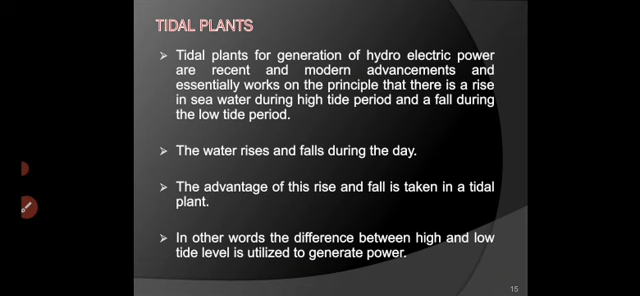 TIDAL PLANTS
➢ Tidal plants for generation of hydro electric power
are recent and modern advancements and
essentially works on the principle that there is a rise
in sea water during high tide period and a fall during
the low tide period.
➢ The water rises and falls during the day.
➢ The advantage of this rise and fall is taken in a tidal
plant.
➢ In other words the difference between high and low
tide level is utilized to generate power.
15